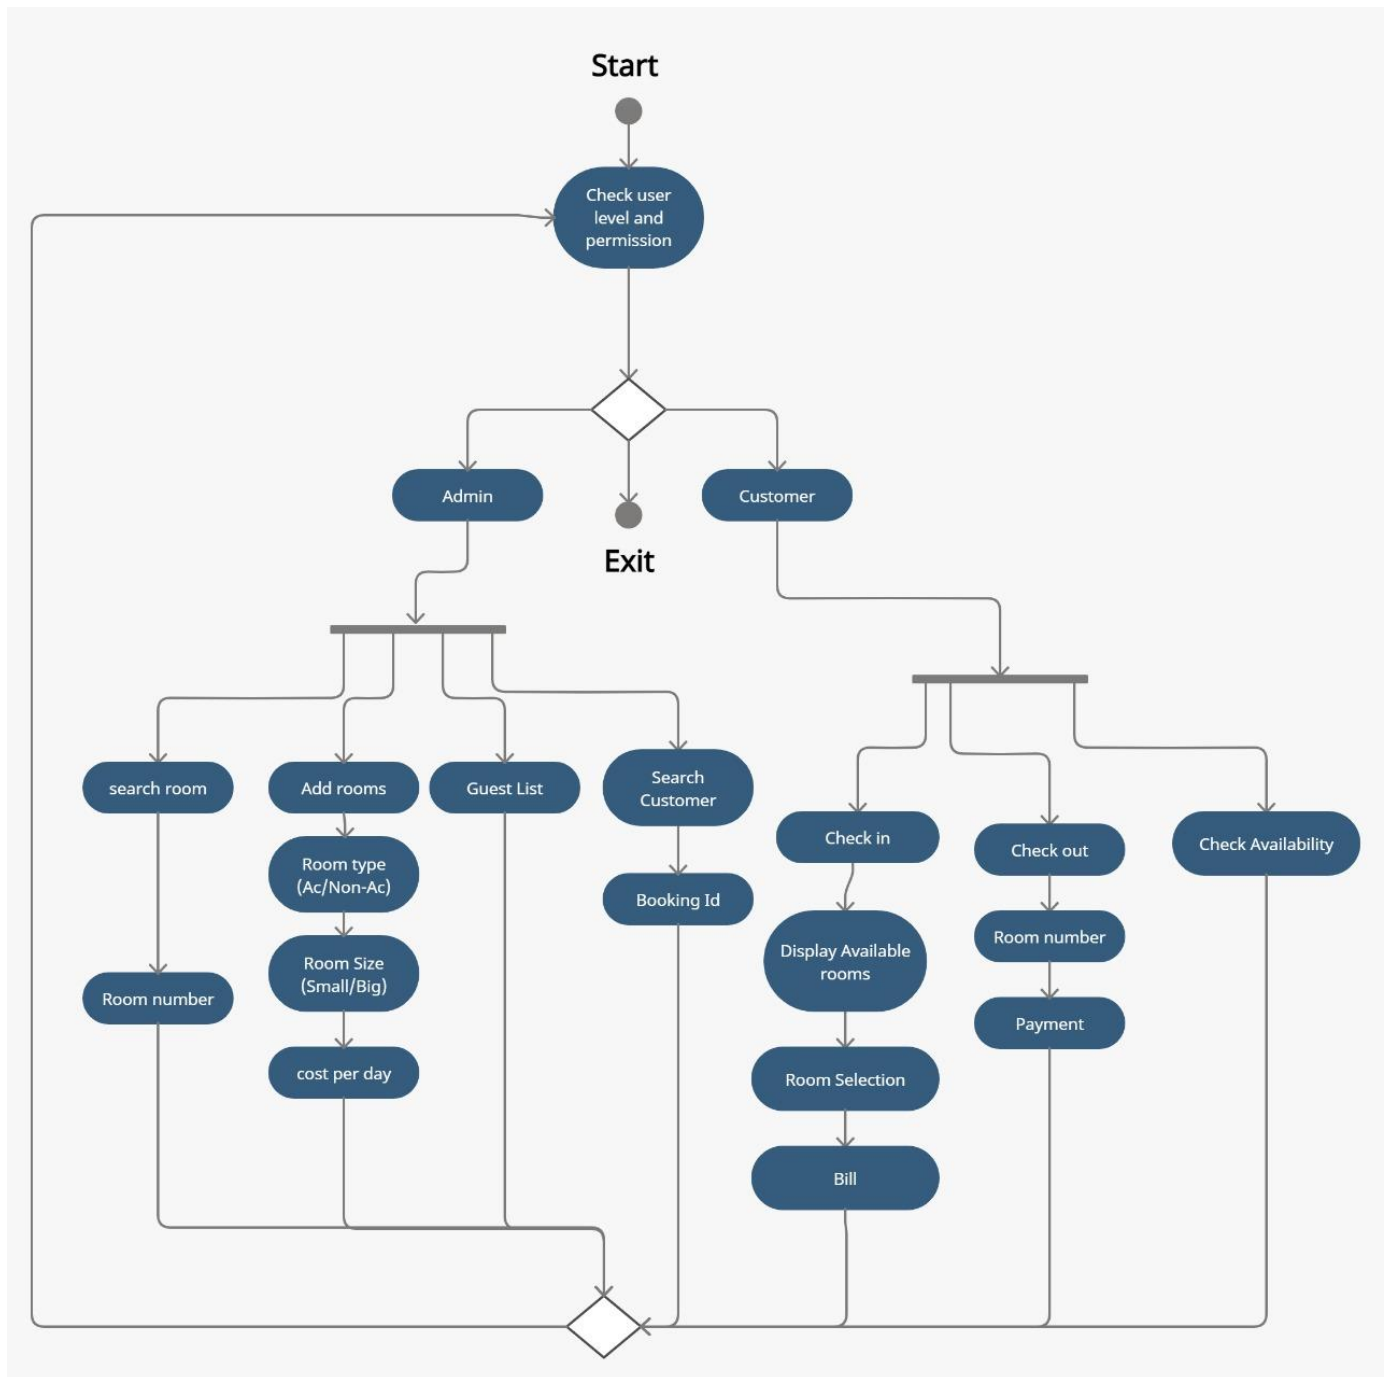 Start
Check user
level and
permission
Admin
Customer
Exit
search room
Add rooms
Guest List
Search
Customer
Check in
Check out
Check Availability
Room type
(Ac/Non-Ac)
Booking Id
Display Available
rooms
Room number
Room Size
(Small/Big)
Room number
Payment
cost per day
Room Selection
Bill